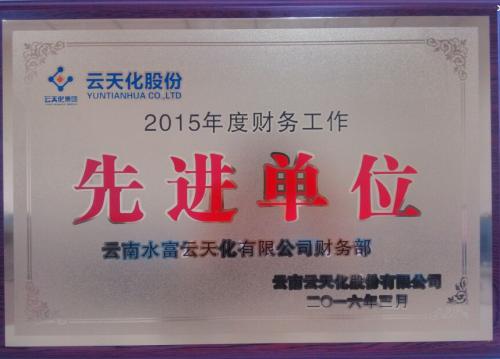 云天化股份
YUNTIANHUA CO.,LTD
云天化集团
2015年度财务工作
先进单位
云南水富云天化有限公司财务部
云南云天化股份有限公司
二〇一六年三月